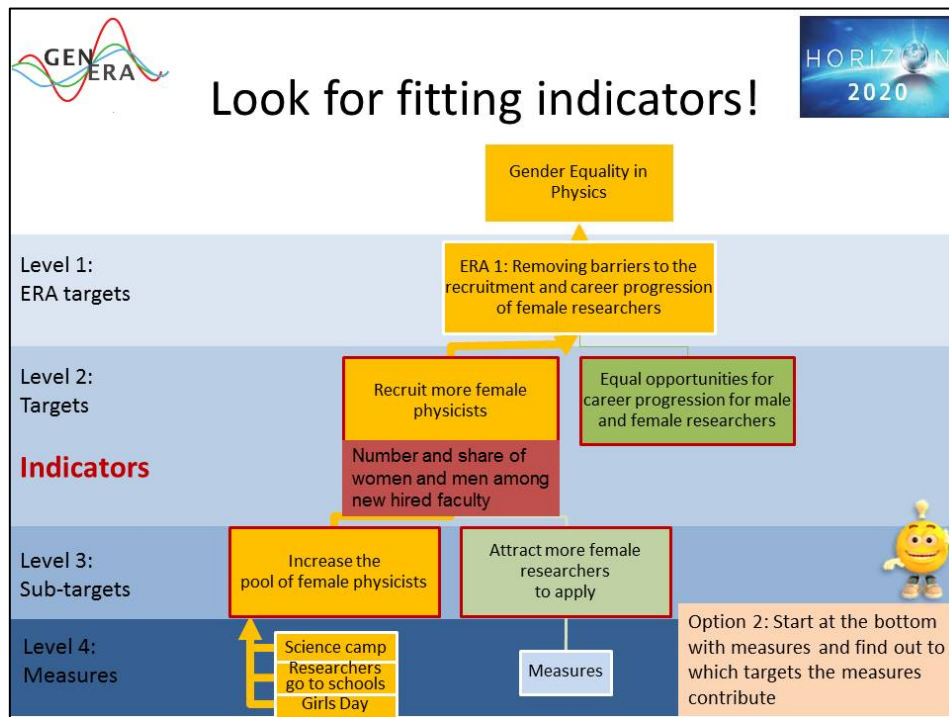 GENERA
HORIZON
2020
Look for fitting indicators!
Gender Equality in
Physics
Level 1:
ERA targets
ERA 1: Removing barriers to the
recruitment and career progression
of female researchers
Level 2:
Targets
Recruit more female
physicists
Equal opportunities for
career progression for male
and female researchers
Indicators
Number and share of
women and men among
new hired faculty
Level 3:
Sub-targets
Increase the
pool of female physicists
Attract more female
researchers
to apply
Level 4:
Measures
Science camp
Researchers
go to schools
Girls Day
Measures
Option 2: Start at the bottom
with measures and find out to
which targets the measures
contribute